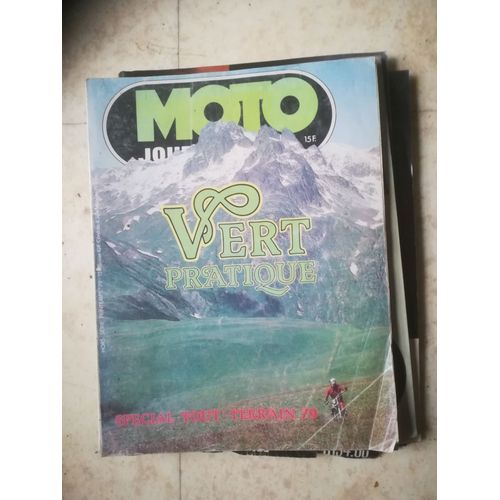 MOTO
15F.
VERT
PRATIQUE
SPECIAL TOUT-TERRAIN 79